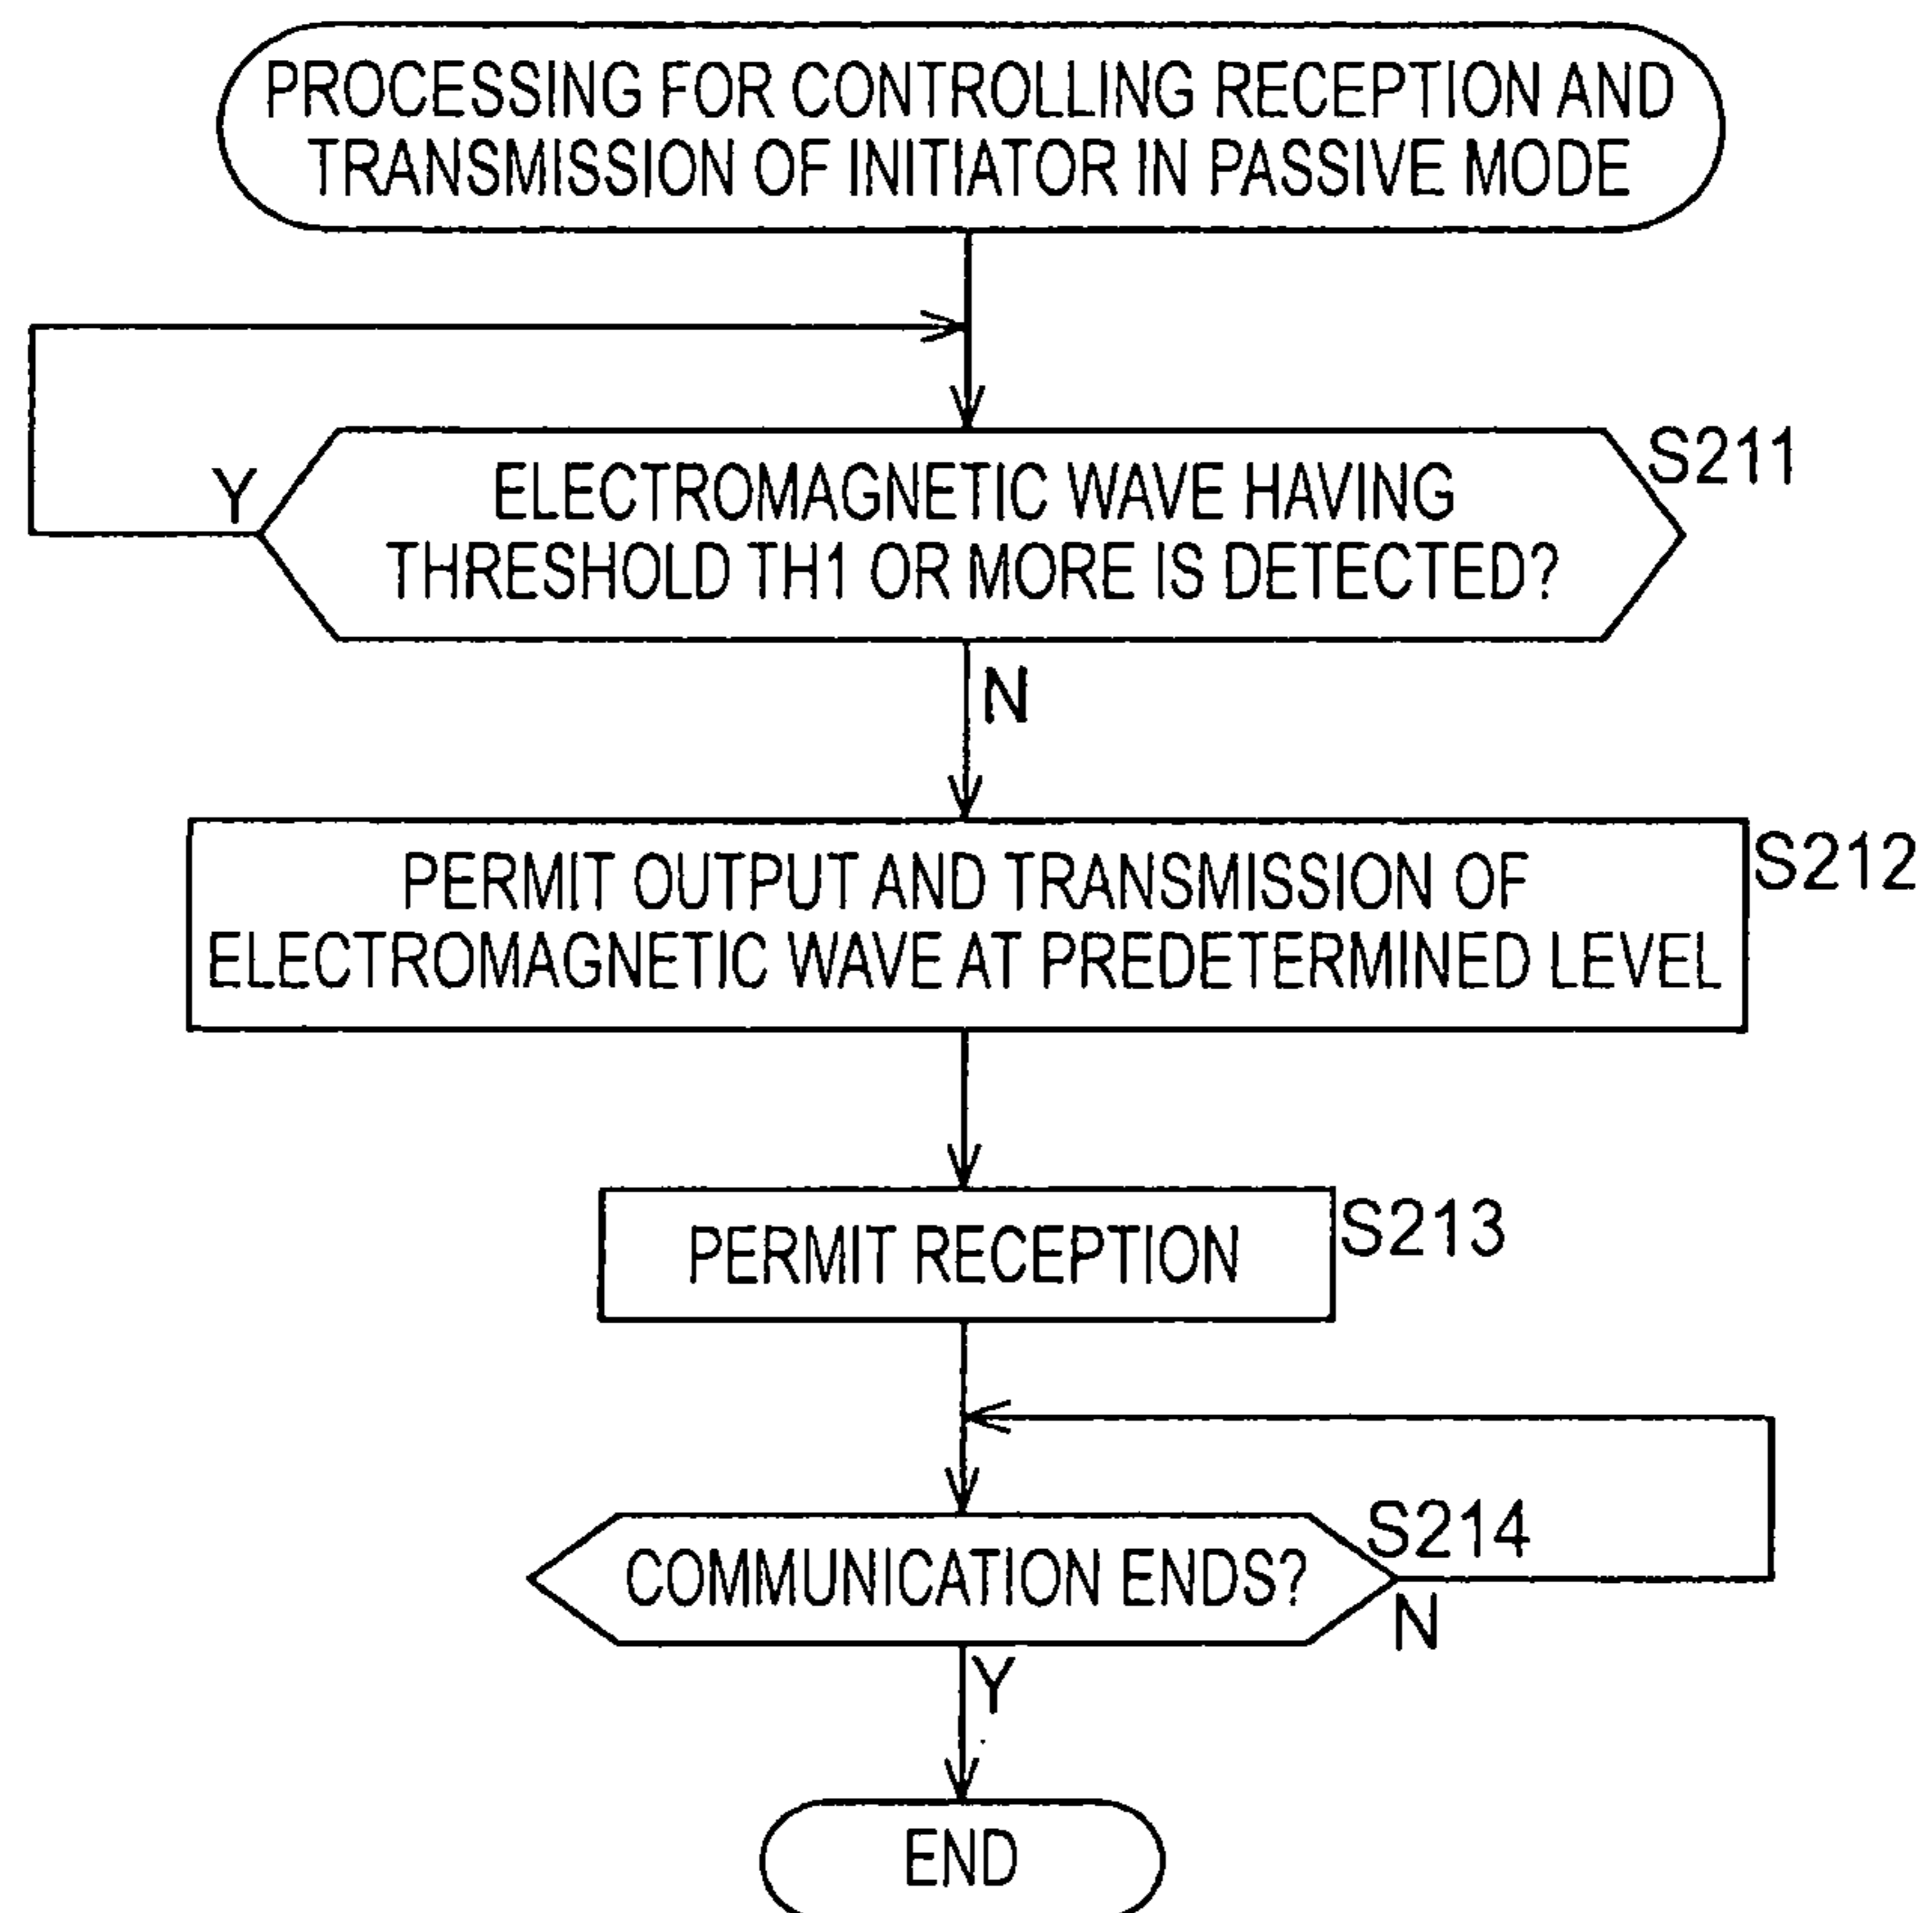 PROCESSING FOR CONTROLLING RECEPTION AND
TRANSMISSION OF INITIATOR IN PASSIVE MODE
S211
Y
ELECTROMAGNETIC WAVE HAVING
THRESHOLD TH1 OR MORE IS DETECTED?
N
S212
PERMIT OUTPUT AND TRANSMISSION OF
ELECTROMAGNETIC WAVE AT PREDETERMINED LEVEL
S213
PERMIT RECEPTION
S214
COMMUNICATION ENDS?
N
Y
END